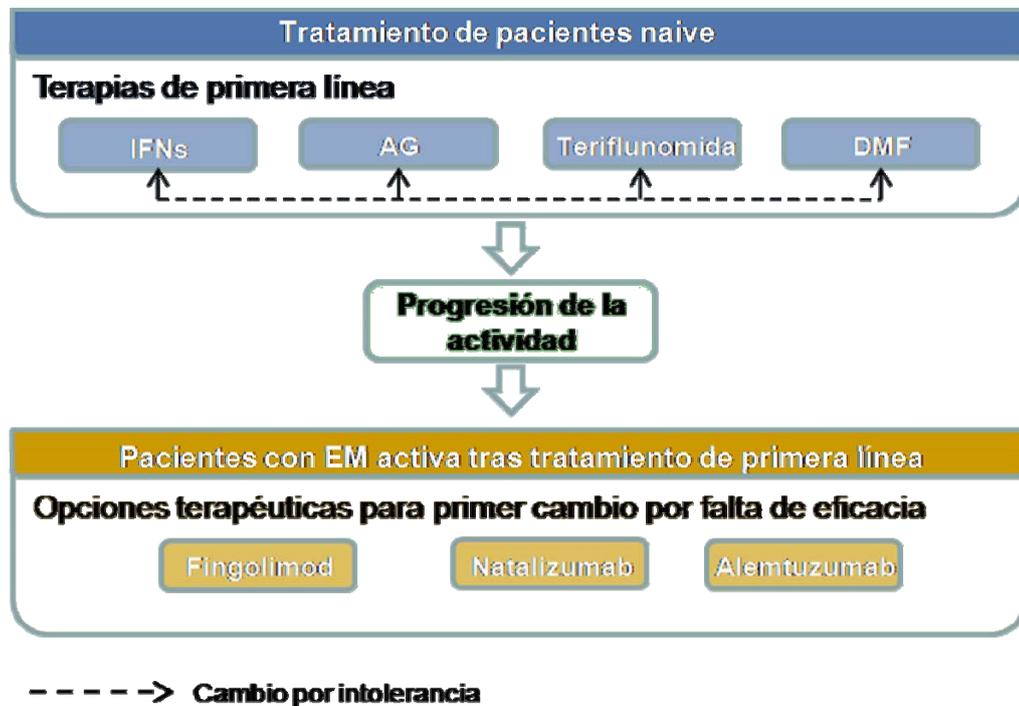 Tratamiento de pacientes naive
Terapias de primera línea
IFNs
AG
Teriflunomida
DMF
Progresión de la
actividad
Pacientes con EM activa tras tratamiento de primera línea
Opciones terapéuticas para primer cambio por falta de eficacia
Fingolimod
Natalizumab
Alemtuzumab
Cambio por intolerancia